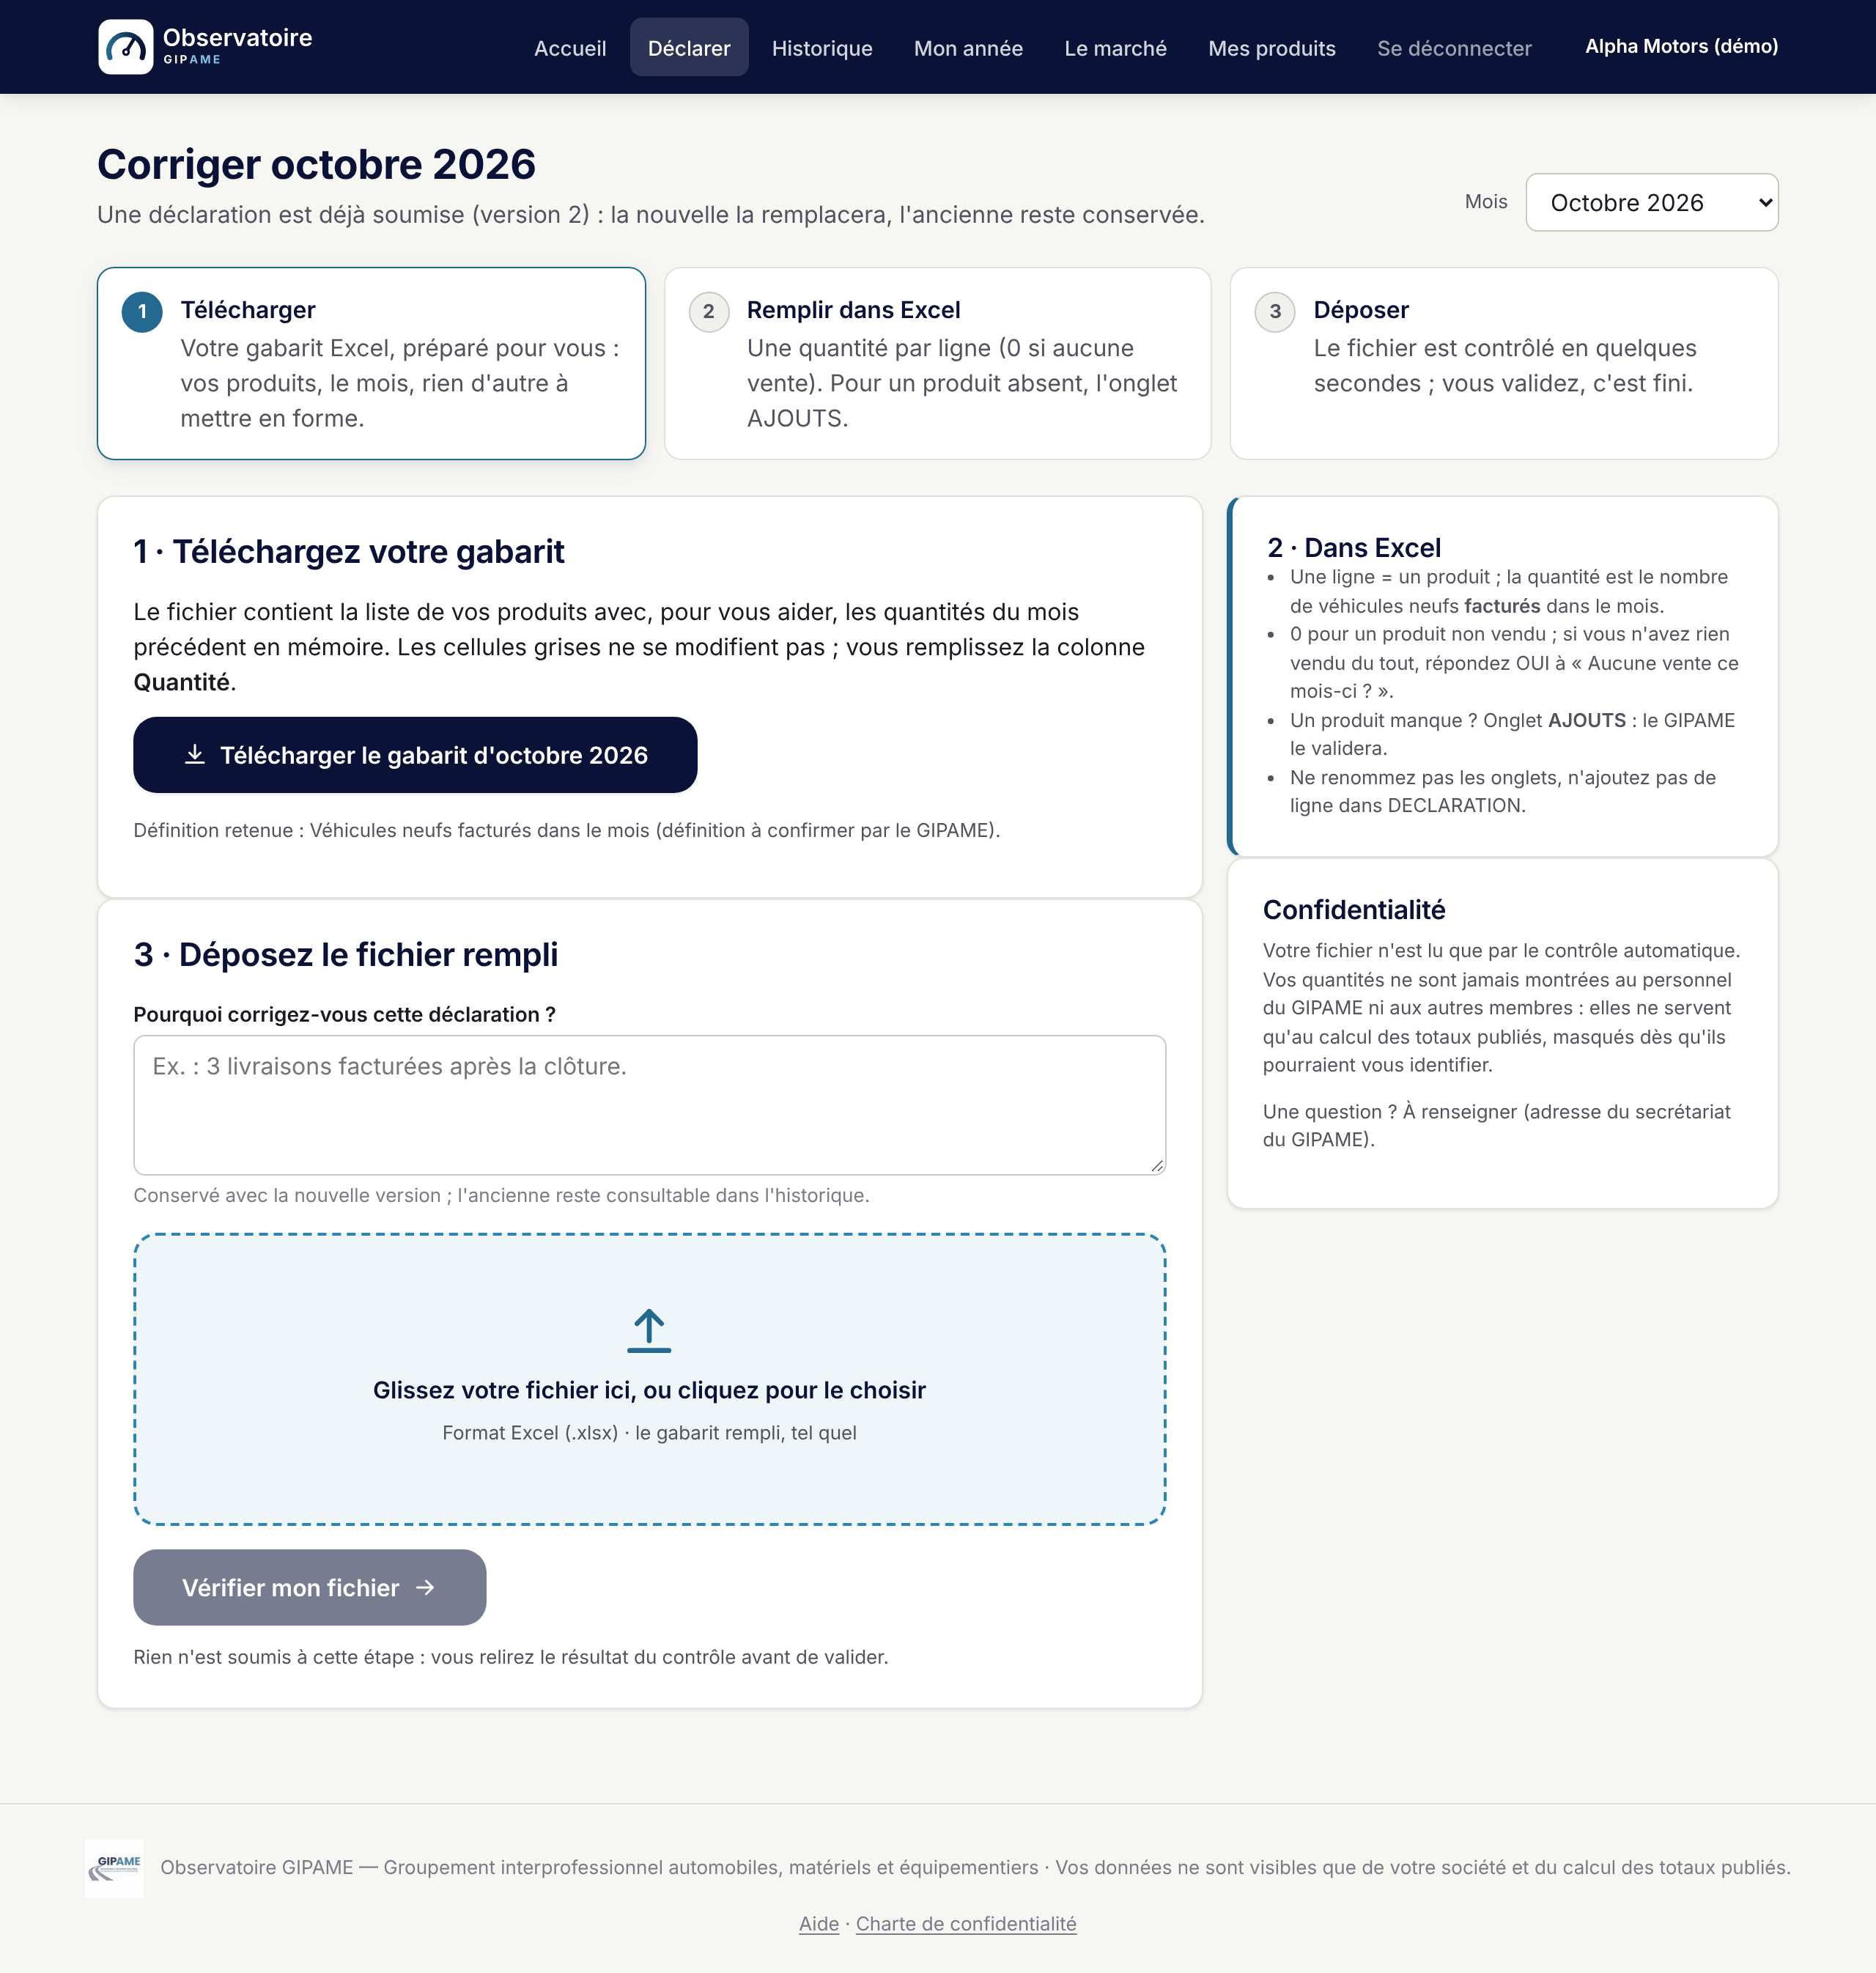 Observatoire
GIPAME
Accueil
Déclarer
Historique
Mon année
Le marché
Mes produits
Se déconnecter
Alpha Motors (démo)
Corriger octobre 2026
Une déclaration est déjà soumise (version 2) : la nouvelle la remplacera, l'ancienne reste conservée.
Mois
Octobre 2026
1
Télécharger
Votre gabarit Excel, préparé pour vous :
vos produits, le mois, rien d'autre à
mettre en forme.
2
Remplir dans Excel
Une quantité par ligne (0 si aucune
vente). Pour un produit absent, l'onglet
AJOUTS.
3
Déposer
Le fichier est contrôlé en quelques
secondes ; vous validez, c'est fini.
1 · Téléchargez votre gabarit
Le fichier contient la liste de vos produits avec, pour vous aider, les quantités du mois
précédent en mémoire. Les cellules grises ne se modifient pas ; vous remplissez la colonne
Quantité.
Télécharger le gabarit d'octobre 2026
Définition retenue : Véhicules neufs facturés dans le mois (définition à confirmer par le GIPAME).
3 · Déposez le fichier rempli
Pourquoi corrigez-vous cette déclaration ?
Ex. : 3 livraisons facturées après la clôture.
Conservé avec la nouvelle version ; l'ancienne reste consultable dans l'historique.
Glissez votre fichier ici, ou cliquez pour le choisir
Format Excel (.xlsx) · le gabarit rempli, tel quel
Vérifier mon fichier →
Rien n'est soumis à cette étape : vous relirez le résultat du contrôle avant de valider.
2 · Dans Excel
• Une ligne = un produit ; la quantité est le nombre
de véhicules neufs facturés dans le mois.
• 0 pour un produit non vendu ; si vous n'avez rien
vendu du tout, répondez OUI à « Aucune vente ce
mois-ci ? ».
• Un produit manque ? Onglet AJOUTS : le GIPAME
le validera.
• Ne renommez pas les onglets, n'ajoutez pas de
ligne dans DECLARATION.
Confidentialité
Votre fichier n'est lu que par le contrôle automatique.
Vos quantités ne sont jamais montrées au personnel
du GIPAME ni aux autres membres : elles ne servent
qu'au calcul des totaux publiés, masqués dès qu'ils
pourraient vous identifier.
Une question ? À renseigner (adresse du secrétariat
du GIPAME).
GIPAME
Observatoire GIPAME — Groupement interprofessionnel automobiles, matériels et équipementiers · Vos données ne sont visibles que de votre société et du calcul des totaux publiés.
Aide · Charte de confidentialité